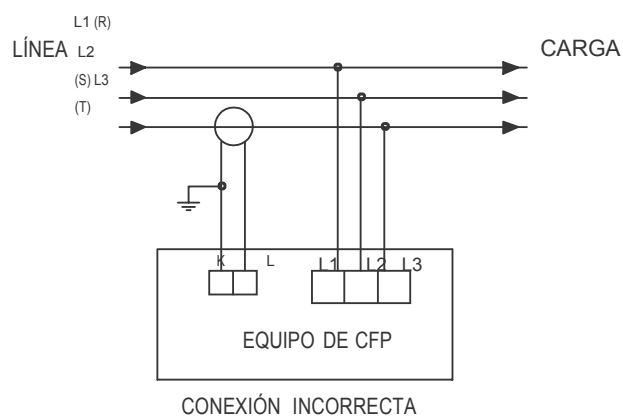 L1 (R)
LÍNEA L2
CARGA
(S) L3
(T)
K L L1 L2 L3
EQUIPO DE CFP
CONEXIÓN INCORRECTA